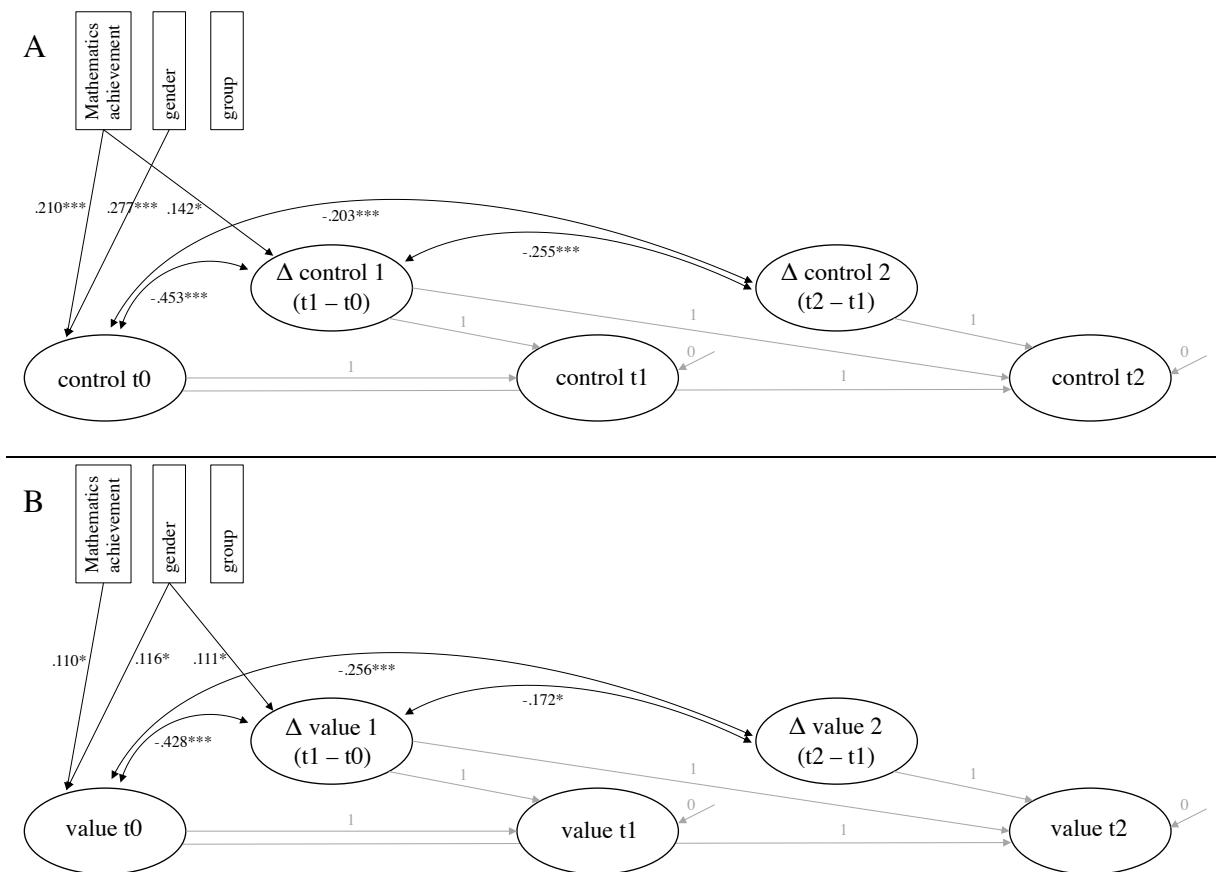 A
Mathematics
achievement
gender
group
.210***
.277***
.142*
-.203***
-.255***
-.453***
Δ control 1
(t1 – t0)
Δ control 2
(t2 – t1)
1
1
1
0
0
control t0
1
control t1
1
control t2
B
Mathematics
achievement
gender
group
.110*
.116*
.111*
-.256***
-.172*
-.428***
Δ value 1
(t1 – t0)
Δ value 2
(t2 – t1)
1
1
1
0
0
value t0
1
value t1
1
value t2